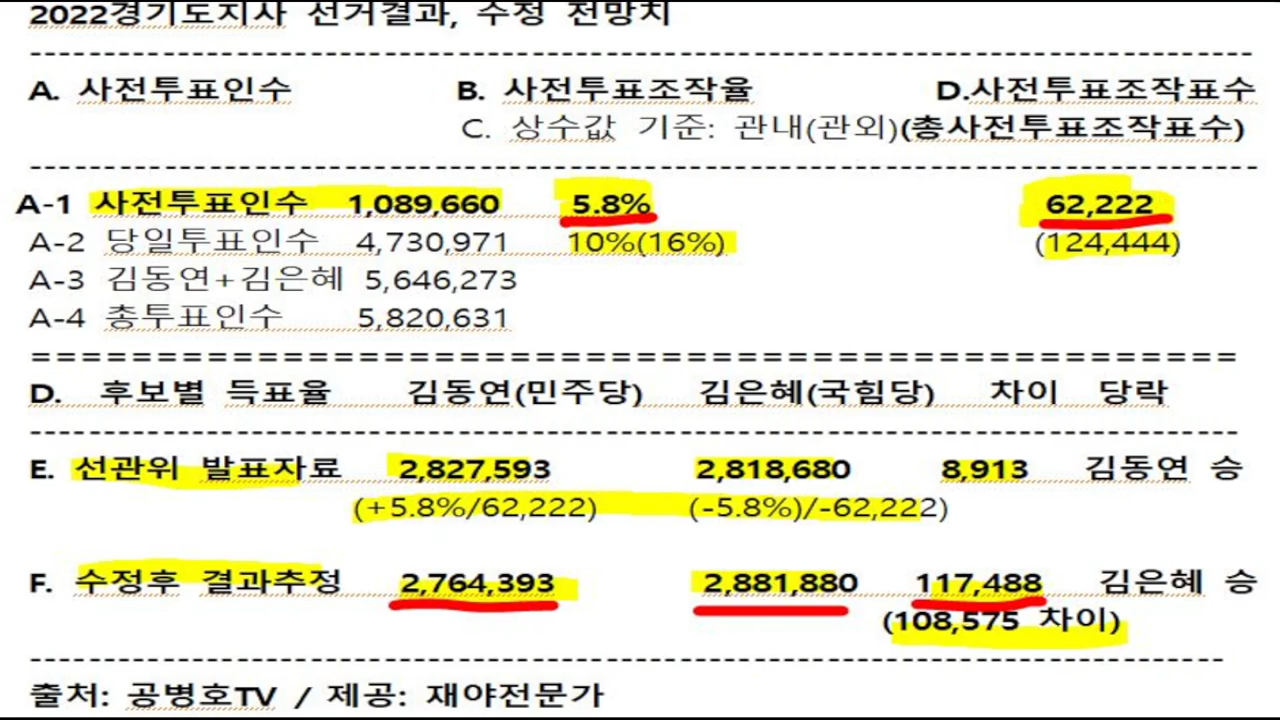 2022경기도지사 선거결과, 수정 전망치
--------------------------------------------------------------------------------
A. 사전투표인수 B. 사전투표조작율 D.사전투표조작표수
C. 상수값 기준: 관내(관외)(총사전투표조작표수)
--------------------------------------------------------------------------------
A-1 사전투표인수 1,089,660 5.8% 62,222
A-2 당일투표인수 4,730,971 10%(16%) (124,444)
A-3 김동연+김은혜 5,646,273
A-4 총투표인수 5,820,631
================================================
D. 후보별 득표율 김동연(민주당) 김은혜(국힘당) 차이 당락
--------------------------------------------------------------------------------
E. 선관위 발표자료 2,827,593 2,818,680 8,913 김동연 승
(+5.8%/62,222) (-5.8%)/-62,222)
F. 수정후 결과추정 2,764,393 2,881,880 117,488 김은혜 승
(108,575 차이)
--------------------------------------------------------------------------------
출처: 공병호TV / 제공: 재야전문가